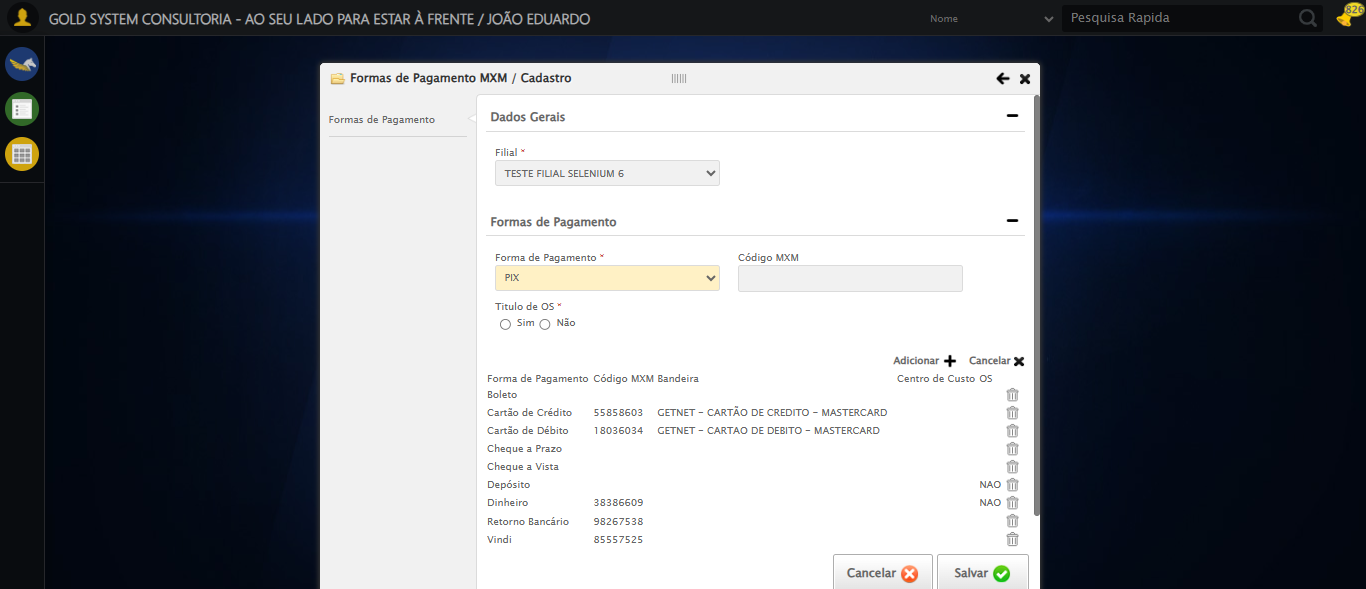 GOLD SYSTEM CONSULTORIA - AO SEU LADO PARA ESTAR À FRENTE / JOÃO EDUARDO
Nome
Pesquisa Rapida
826
Formas de Pagamento MXM / Cadastro
Formas de Pagamento
Dados Gerais
Filial *
TESTE FILIAL SELENIUM 6
Formas de Pagamento
Forma de Pagamento * Código MXM
PIX
Titulo de OS *
Sim Não
Adicionar Cancelar
Forma de Pagamento Código MXM Bandeira Centro de Custo OS
Boleto
Cartão de Crédito 55858603 GETNET - CARTÃO DE CREDITO - MASTERCARD
Cartão de Débito 18036034 GETNET - CARTAO DE DEBITO - MASTERCARD
Cheque a Prazo
Cheque a Vista
Depósito NAO
Dinheiro 38386609 NAO
Retorno Bancário 98267538
Vindi 85557525
Cancelar Salvar